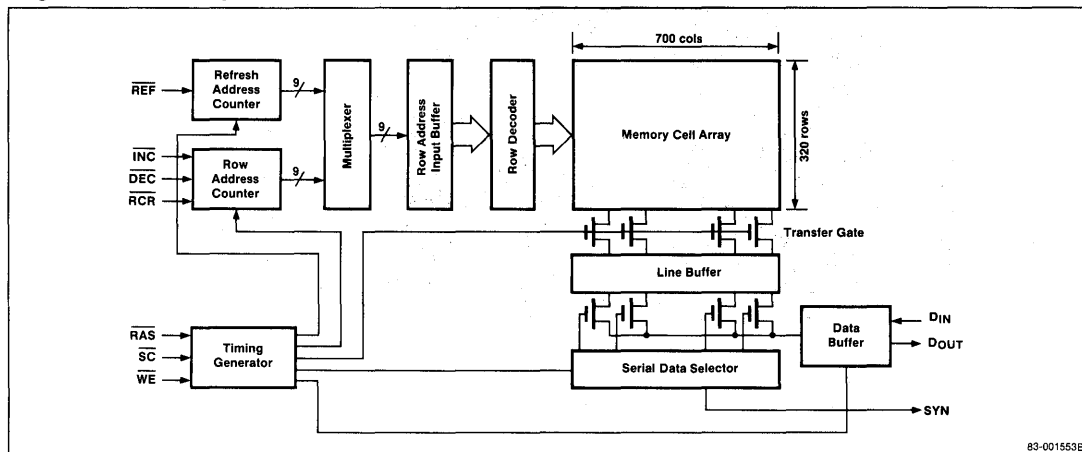 700 cols
REF
Refresh
Address
Counter
9
Multiplexer
9
Row Address
Input Buffer
Row Decoder
Memory Cell Array
320 rows
INC
DEC
RCR
Row
Address
Counter
9
Transfer Gate
Line Buffer
RAS
SC
WE
Timing
Generator
Data
Buffer
DIN
DOUT
Serial Data Selector
SYN
83-001553B